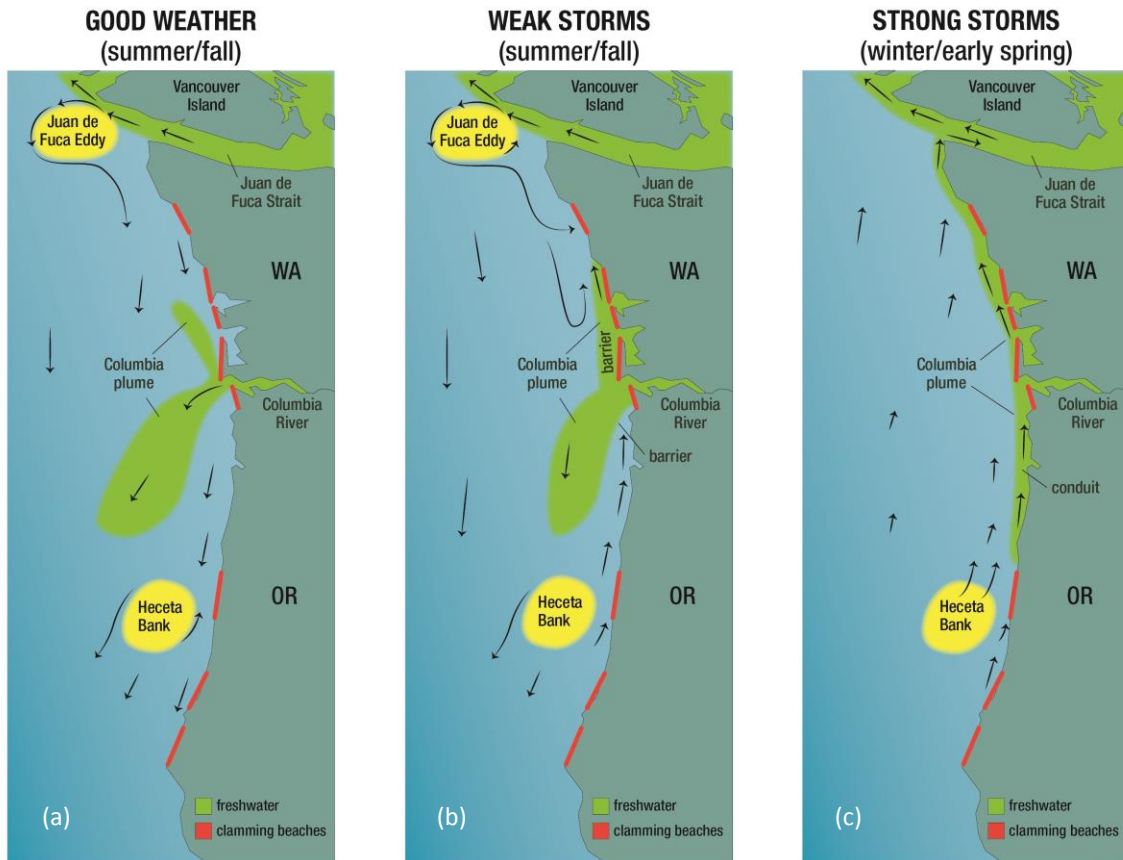 GOOD WEATHER
(summer/fall)
Vancouver
Island
Juan de
Fuca Eddy
Juan de
Fuca Strait
WA
Columbia
plume
Columbia
River
Heceta
Bank
OR
freshwater
clamming beaches
(a)
WEAK STORMS
(summer/fall)
Vancouver
Island
Juan de
Fuca Eddy
Juan de
Fuca Strait
WA
barrier
Columbia
plume
Columbia
River
barrier
Heceta
Bank
OR
freshwater
clamming beaches
(b)
STRONG STORMS
(winter/early spring)
Vancouver
Island
Juan de
Fuca Strait
WA
Columbia
plume
Columbia
River
conduit
Heceta
Bank
OR
freshwater
clamming beaches
(c)